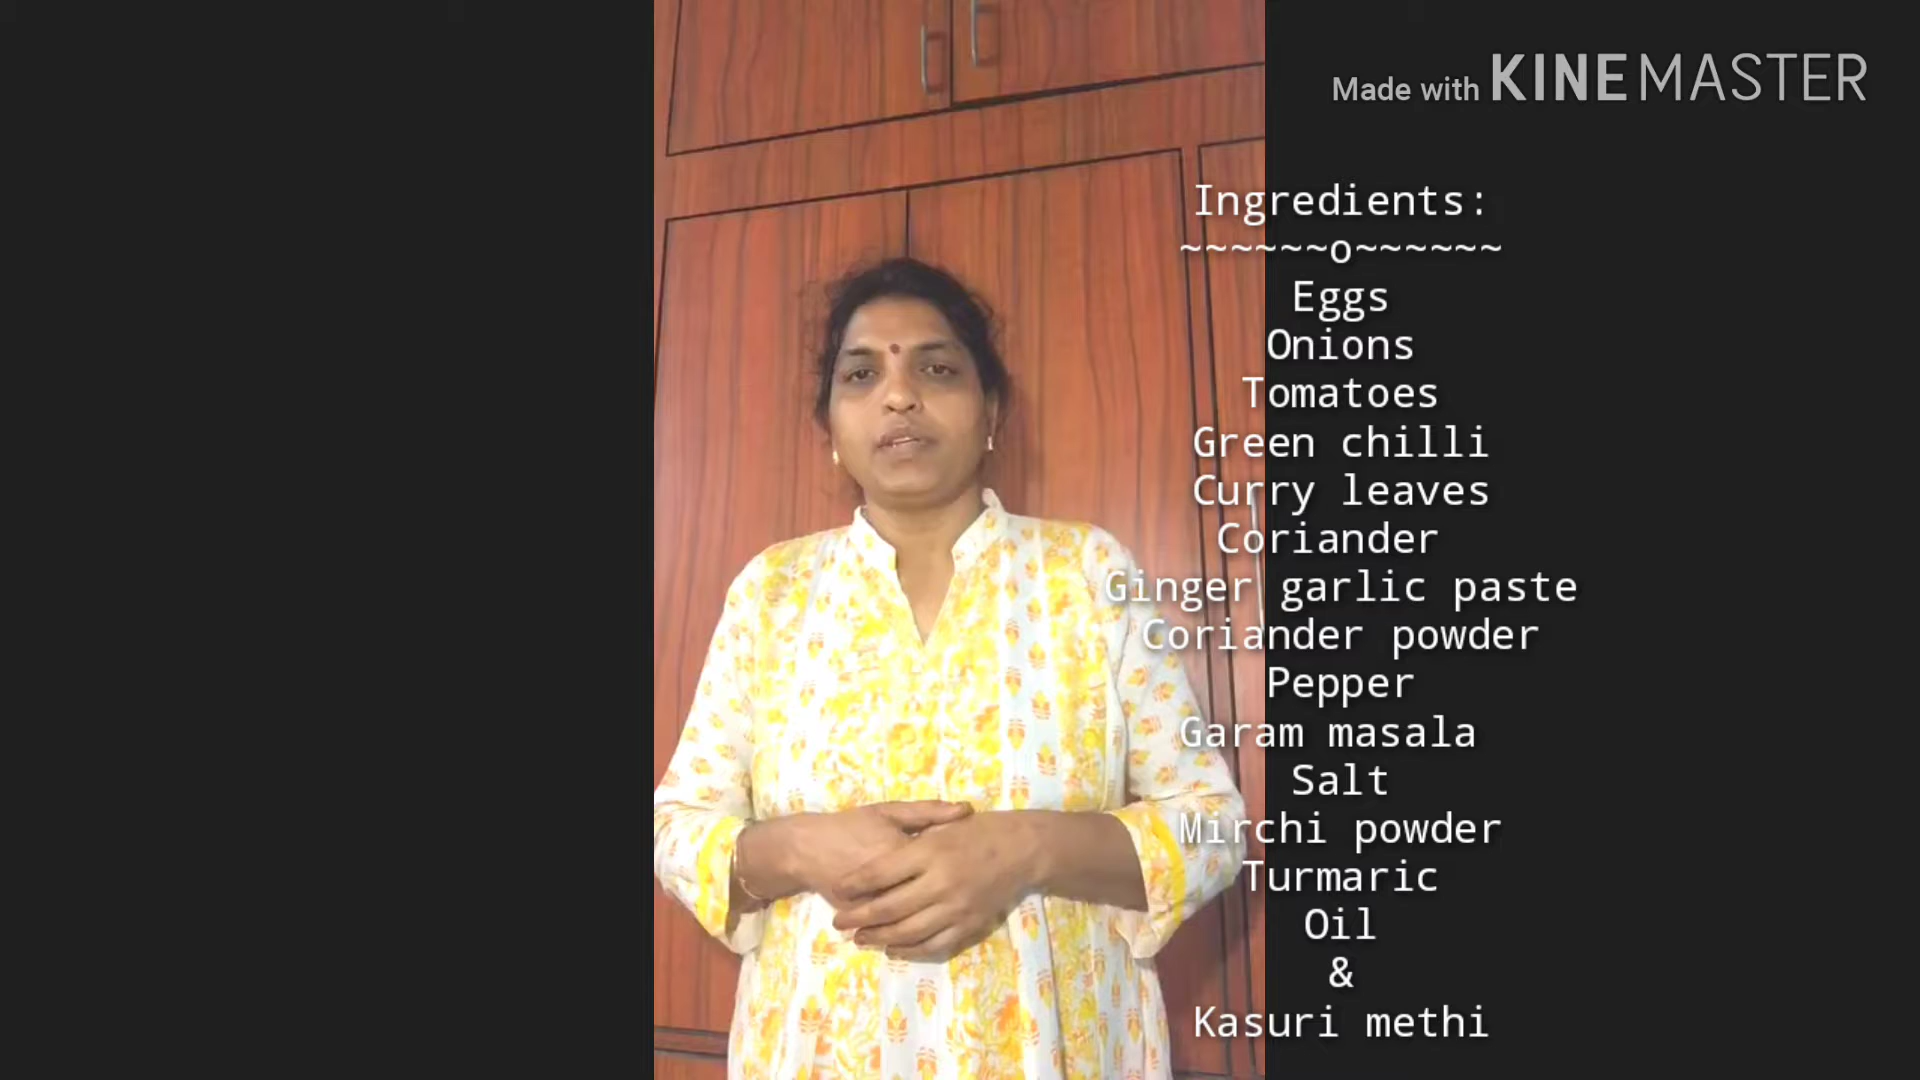 Made with KINEMASTER
Ingredients:
~~~~~~o~~~~~~
Eggs
Onions
Tomatoes
Green chilli
Curry leaves
Coriander
Ginger garlic paste
Coriander powder
Pepper
Garam masala
Salt
Mirchi powder
Turmaric
Oil
&
Kasuri methi